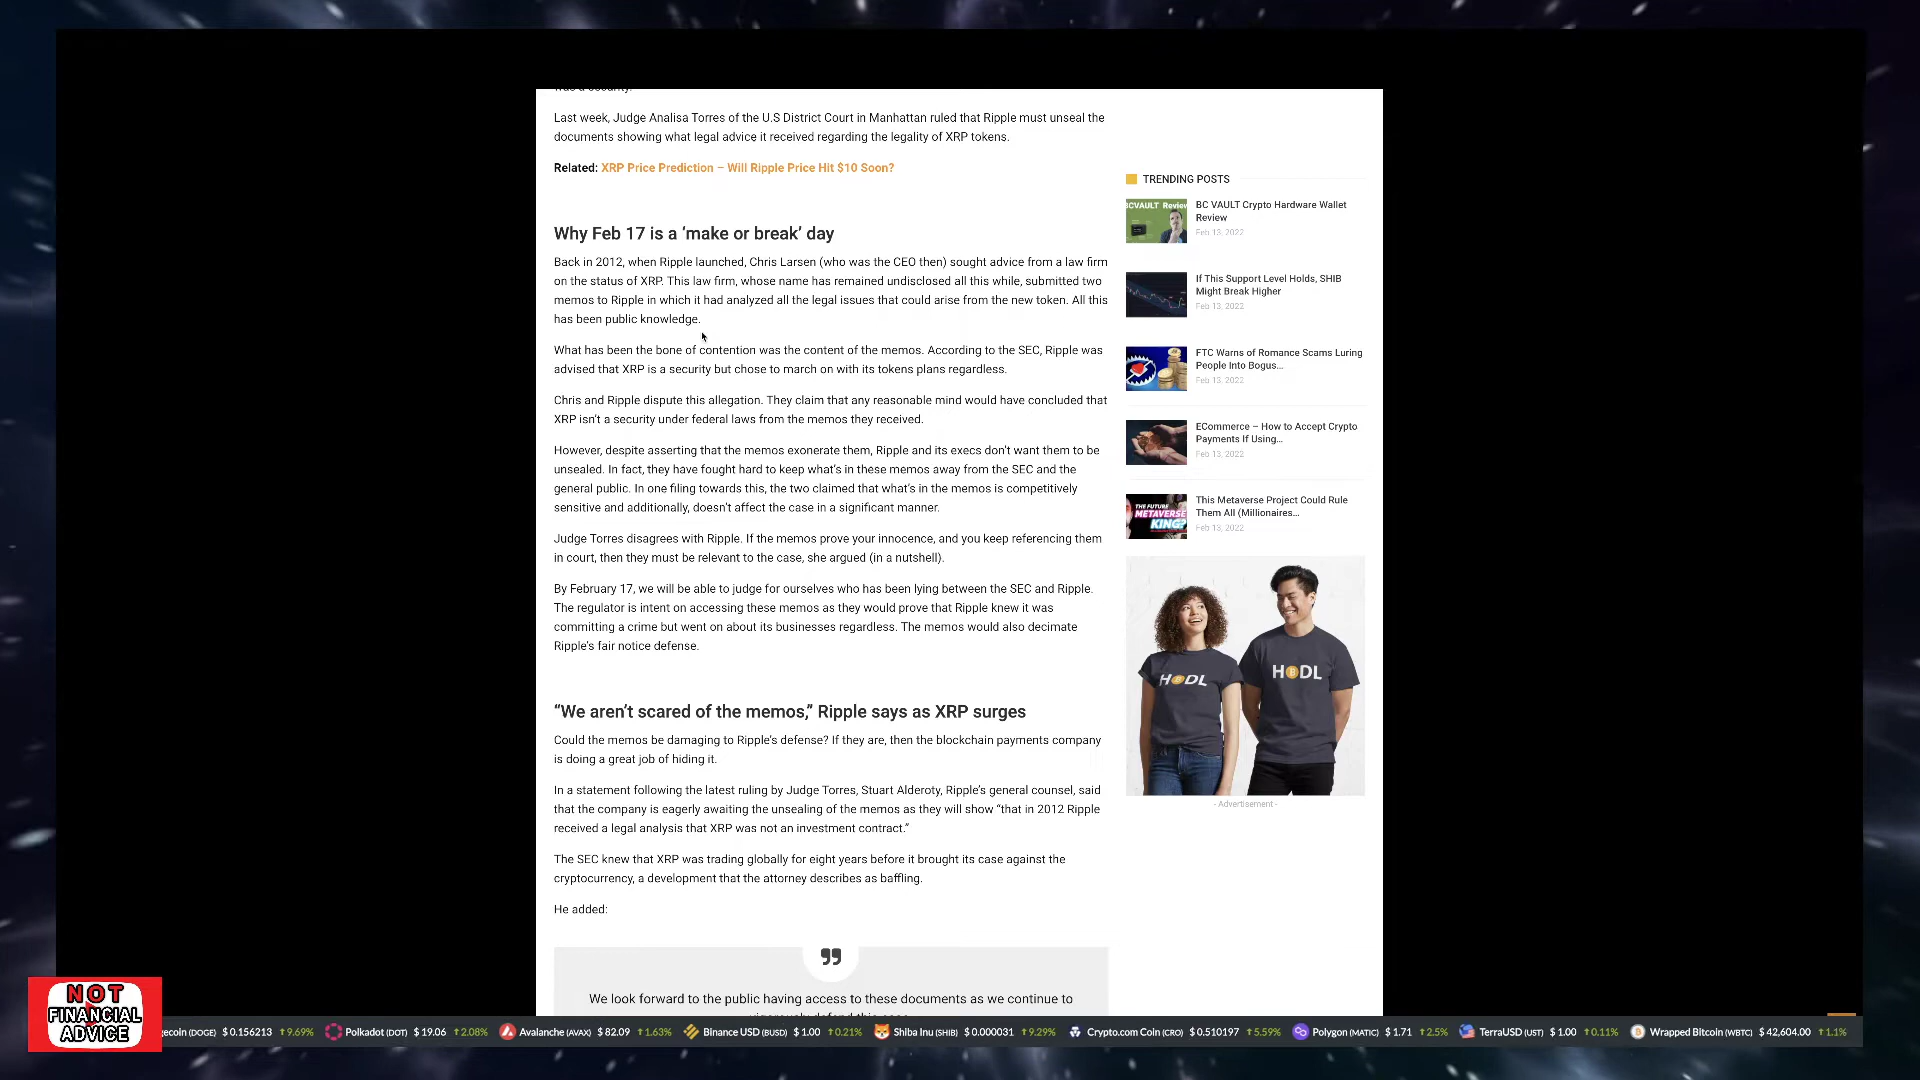 was a security.
Last week, Judge Analisa Torres of the U.S District Court in Manhattan ruled that Ripple must unseal the
documents showing what legal advice it received regarding the legality of XRP tokens.
Related: XRP Price Prediction – Will Ripple Price Hit $10 Soon?
Why Feb 17 is a ‘make or break’ day
Back in 2012, when Ripple launched, Chris Larsen (who was the CEO then) sought advice from a law firm
on the status of XRP. This law firm, whose name has remained undisclosed all this while, submitted two
memos to Ripple in which it had analyzed all the legal issues that could arise from the new token. All this
has been public knowledge.
What has been the bone of contention was the content of the memos. According to the SEC, Ripple was
advised that XRP is a security but chose to march on with its tokens plans regardless.
Chris and Ripple dispute this allegation. They claim that any reasonable mind would have concluded that
XRP isn’t a security under federal laws from the memos they received.
However, despite asserting that the memos exonerate them, Ripple and its execs don’t want them to be
unsealed. In fact, they have fought hard to keep what’s in these memos away from the SEC and the
general public. In one filing towards this, the two claimed that what’s in the memos is competitively
sensitive and additionally, doesn’t affect the case in a significant manner.
Judge Torres disagrees with Ripple. If the memos prove your innocence, and you keep referencing them
in court, then they must be relevant to the case, she argued (in a nutshell).
By February 17, we will be able to judge for ourselves who has been lying between the SEC and Ripple.
The regulator is intent on accessing these memos as they would prove that Ripple knew it was
committing a crime but went on about its businesses regardless. The memos would also decimate
Ripple’s fair notice defense.
“We aren’t scared of the memos,” Ripple says as XRP surges
Could the memos be damaging to Ripple’s defense? If they are, then the blockchain payments company
is doing a great job of hiding it.
In a statement following the latest ruling by Judge Torres, Stuart Alderoty, Ripple’s general counsel, said
that the company is eagerly awaiting the unsealing of the memos as they will show “that in 2012 Ripple
received a legal analysis that XRP was not an investment contract.”
The SEC knew that XRP was trading globally for eight years before it brought its case against the
cryptocurrency, a development that the attorney describes as baffling.
He added:
We look forward to the public having access to these documents as we continue to
vigorously defend this case
TRENDING POSTS
BCVAULT Review
BC VAULT Crypto Hardware Wallet
Review
Feb 13, 2022
If This Support Level Holds, SHIB
Might Break Higher
Feb 13, 2022
FTC Warns of Romance Scams Luring
People Into Bogus...
Feb 13, 2022
ECommerce – How to Accept Crypto
Payments If Using...
Feb 13, 2022
THE FUTURE
METAVERSE
KING?
This Metaverse Project Could Rule
Them All (Millionaires...
Feb 13, 2022
HODL
HODL
- Advertisement -
NOT
FINANCIAL
ADVICE
gecoin (DOGE) $ 0.156213 ↑9.69% Polkadot (DOT) $ 19.06 ↑2.08% Avalanche (AVAX) $ 82.09 ↑1.63% Binance USD (BUSD) $ 1.00 ↑0.21% Shiba Inu (SHIB) $ 0.000031 ↑9.29% Crypto.com Coin (CRO) $ 0.510197 ↑5.59% Polygon (MATIC) $ 1.71 ↑2.5% TerraUSD (UST) $ 1.00 ↑0.11% Wrapped Bitcoin (WBTC) $ 42,604.00 ↑1.1%